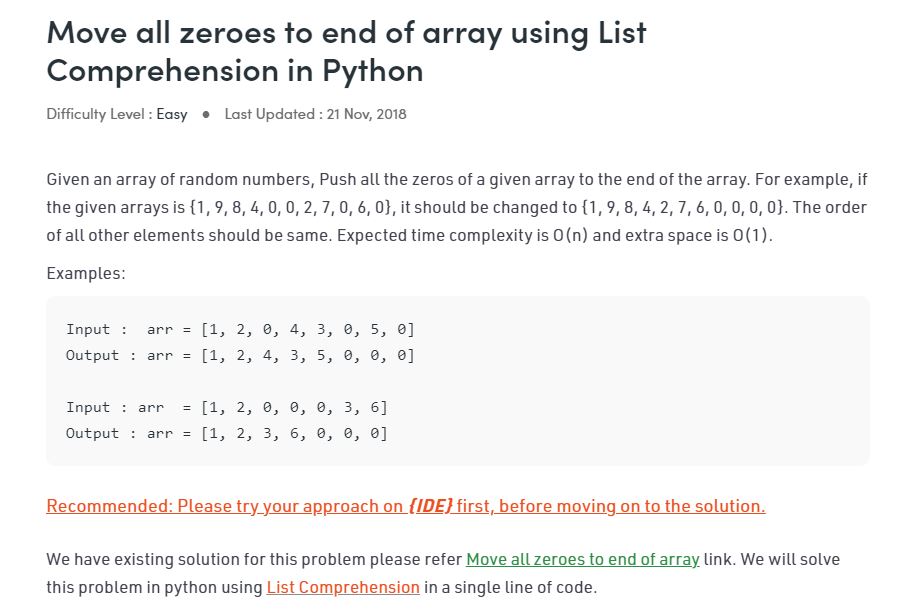 Move all zeroes to end of array using List
Comprehension in Python
Difficulty Level : Easy ● Last Updated : 21 Nov, 2018
Given an array of random numbers, Push all the zeros of a given array to the end of the array. For example, if
the given arrays is {1, 9, 8, 4, 0, 0, 2, 7, 0, 6, 0}, it should be changed to {1, 9, 8, 4, 2, 7, 6, 0, 0, 0, 0}. The order
of all other elements should be same. Expected time complexity is O(n) and extra space is O(1).
Examples:
Input :  arr = [1, 2, 0, 4, 3, 0, 5, 0]
Output : arr = [1, 2, 4, 3, 5, 0, 0, 0]
Input : arr  = [1, 2, 0, 0, 0, 3, 6]
Output : arr = [1, 2, 3, 6, 0, 0, 0]
Recommended: Please try your approach on {IDE} first, before moving on to the solution.
We have existing solution for this problem please refer Move all zeroes to end of array link. We will solve
this problem in python using List Comprehension in a single line of code.